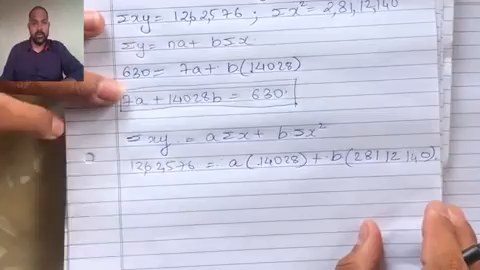 Σxy = 12,62,576 ; Σx² = 2,81,12,140
Σy = na + bΣx
630 = 7a + b(14028)
7a + 14028b = 630.
Σxy = aΣx + bΣx²
12,62,576 = a(14028) + b(28112140)